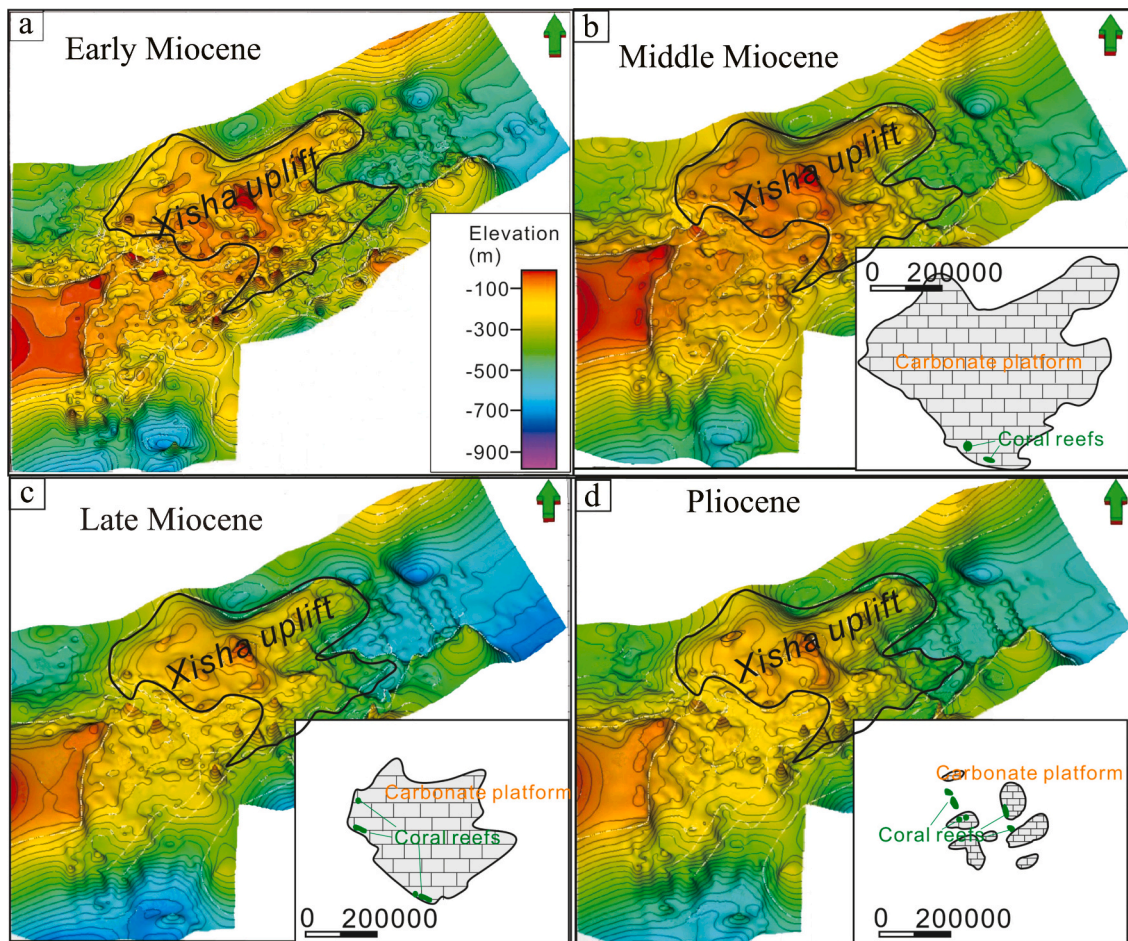 a
Early Miocene
Xisha uplift
Elevation
(m)
-100
-300
-500
-700
-900
b
Middle Miocene
Xisha uplift
0 200000
Carbonate platform
Coral reefs
c
Late Miocene
Xisha uplift
Carbonate platform
Coral reefs
0 200000
d
Pliocene
Xisha uplift
Carbonate platform
Coral reefs
0 200000